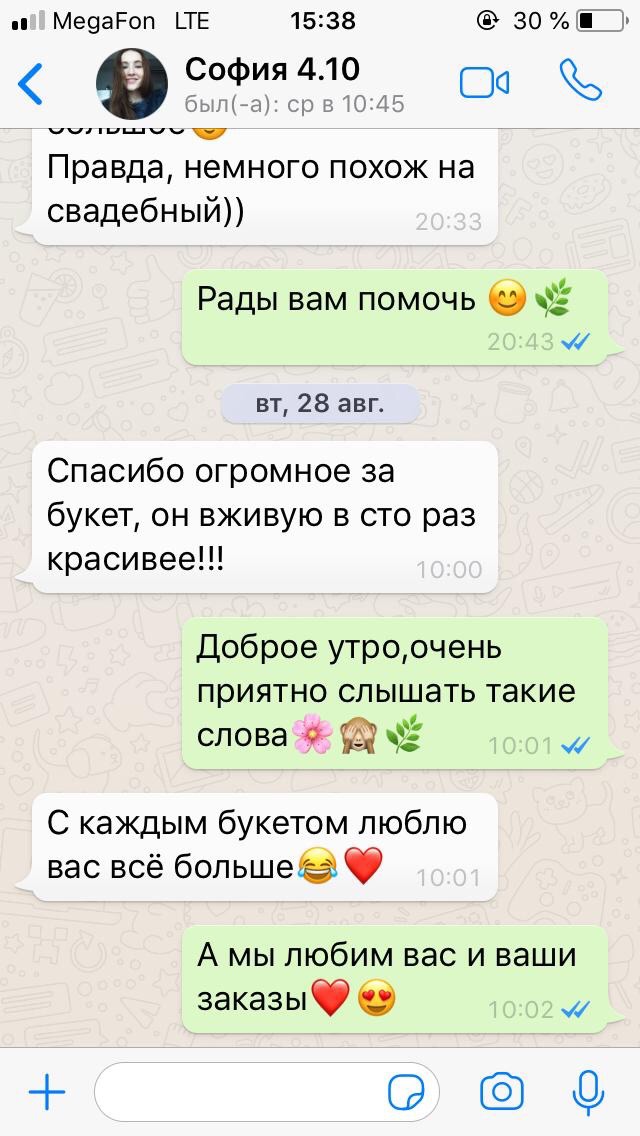 MegaFon LTE 15:38 30 %
София 4.10
был(-а): ср в 10:45
большое😊
Правда, немного похож на
свадебный))
20:33
Рады вам помочь 😊🌿
20:43
вт, 28 авг.
Спасибо огромное за
букет, он вживую в сто раз
красивее!!!
10:00
Доброе утро,очень
приятно слышать такие
слова🌸🙈🌿
10:01
С каждым букетом люблю
вас всё больше😂❤️
10:01
А мы любим вас и ваши
заказы❤️😍
10:02